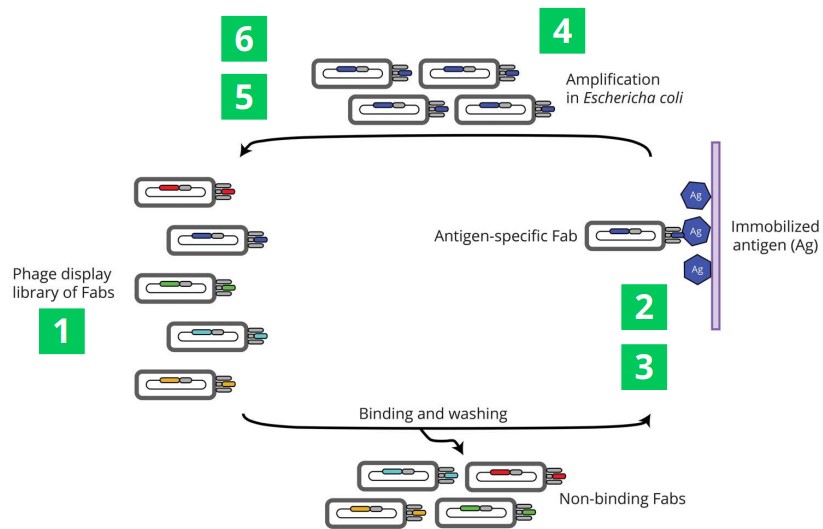 6
4
5
Amplification
in Eschericha coli
Ag
Ag
Ag
Antigen-specific Fab
Immobilized
antigen (Ag)
Phage display
library of Fabs
1
2
3
Binding and washing
Non-binding Fabs